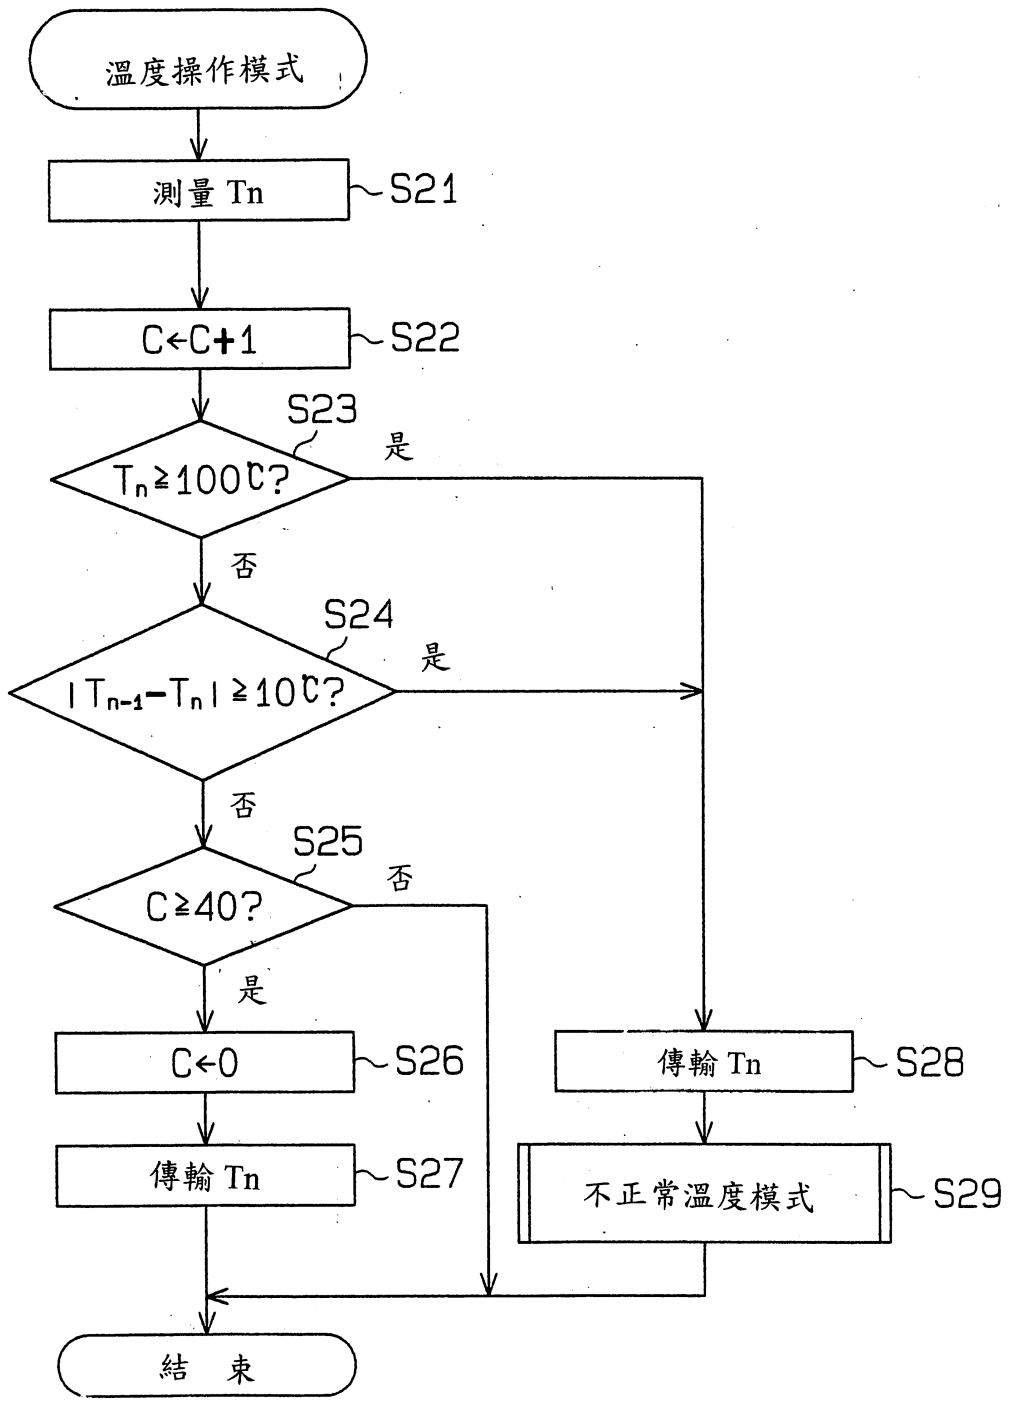 溫度操作模式
測量 Tn
S21
C←C+1
S22
S23
Tn≧100℃?
是
否
S24
|Tn-1−Tn|≧10℃?
是
否
S25
C≧40?
否
是
C←0
S26
傳輸 Tn
S28
傳輸 Tn
S27
不正常溫度模式
S29
結 束